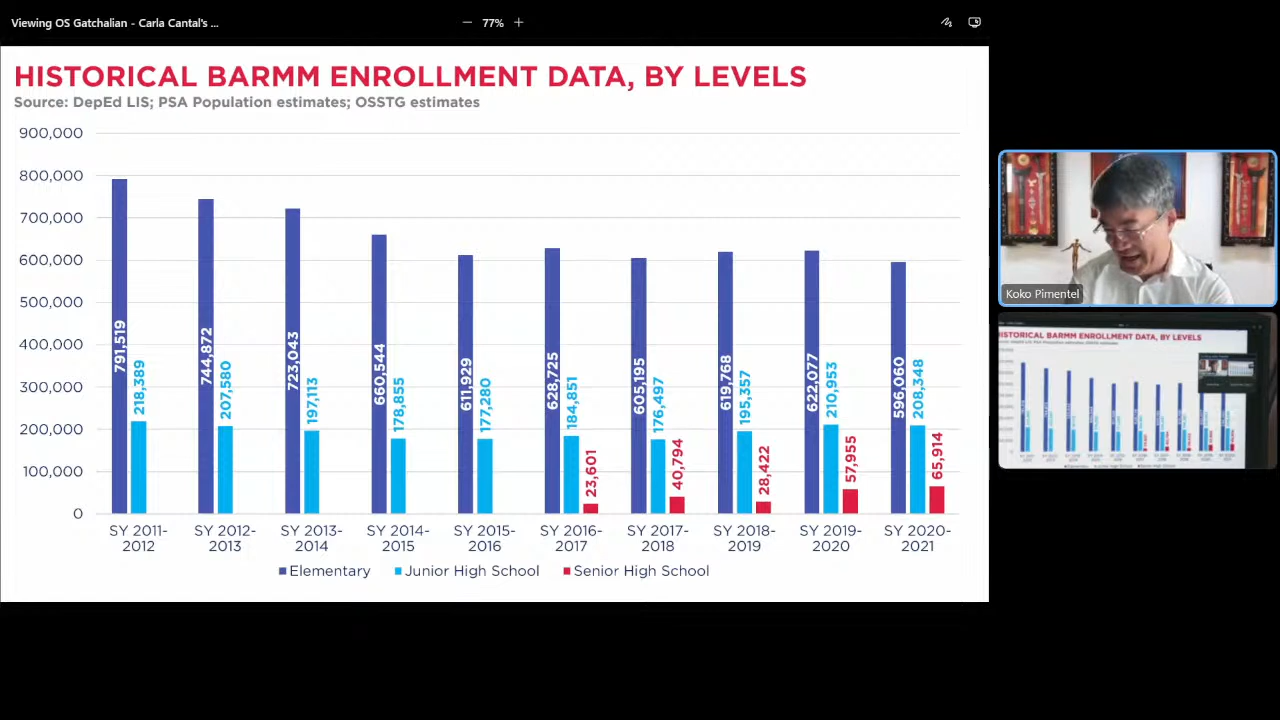 Viewing OS Gatchalian - Carla Cantal's ...
77%
HISTORICAL BARMM ENROLLMENT DATA, BY LEVELS
Source: DepEd LIS; PSA Population estimates; OSSTG estimates
900,000
800,000
700,000
600,000
500,000
400,000
300,000
200,000
100,000
0
791,519
218,389
744,872
207,580
723,043
197,113
660,544
178,855
611,929
177,280
628,725
184,851
23,601
605,195
176,497
40,794
619,768
195,357
28,422
622,077
210,953
57,955
596,060
208,348
65,914
SY 2011-
2012
SY 2012-
2013
SY 2013-
2014
SY 2014-
2015
SY 2015-
2016
SY 2016-
2017
SY 2017-
2018
SY 2018-
2019
SY 2019-
2020
SY 2020-
2021
Elementary
Junior High School
Senior High School
Koko Pimentel
HISTORICAL BARMM ENROLLMENT DATA, BY LEVELS